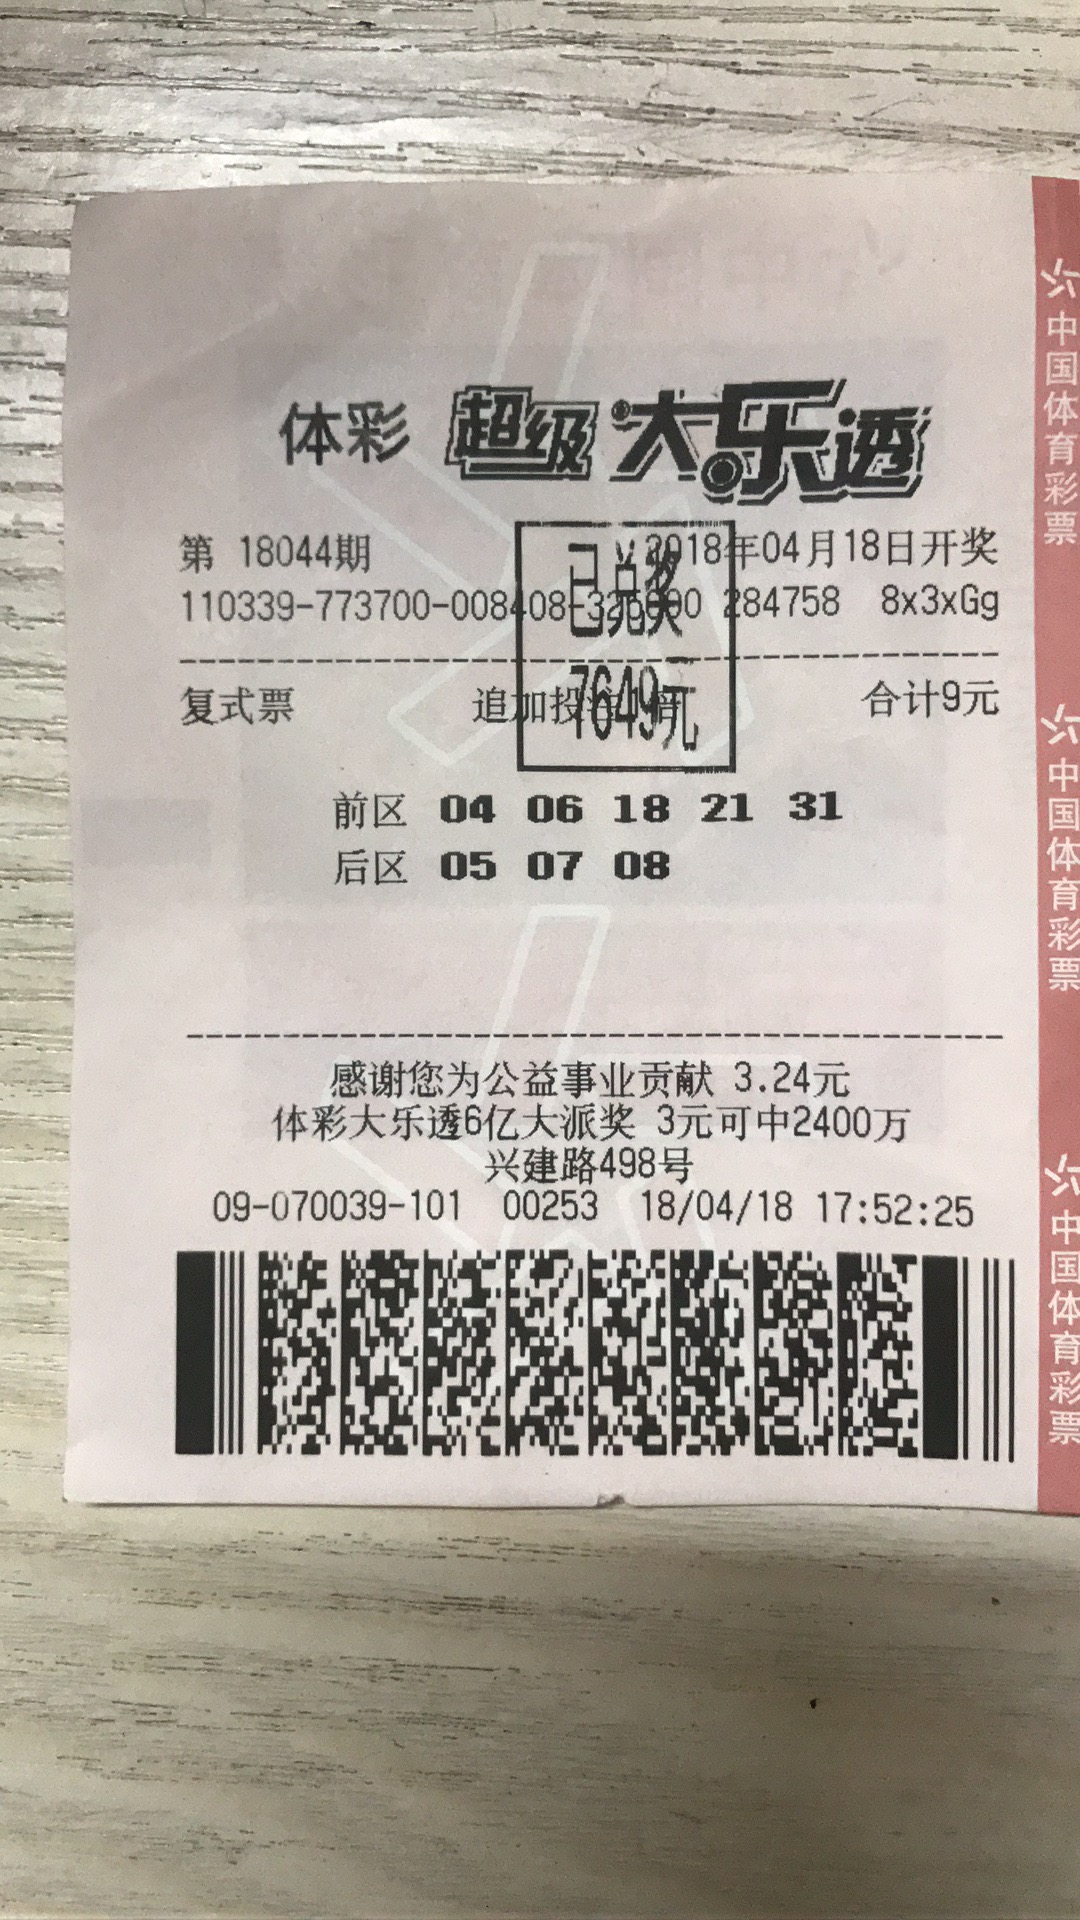 体彩 超级大乐透
第 18044期 2018年04月18日开奖
110339-773700-008408- 284758 8x3xGg
已兑奖
复式票 追加投 合计9元
7649元
前区 04 06 18 21 31
后区 05 07 08
感谢您为公益事业贡献 3.24元
体彩大乐透6亿大派奖 3元可中2400万
兴建路498号
09-070039-101 00253 18/04/18 17:52:25
中国体育彩票
中国体育彩票
中国体育彩票